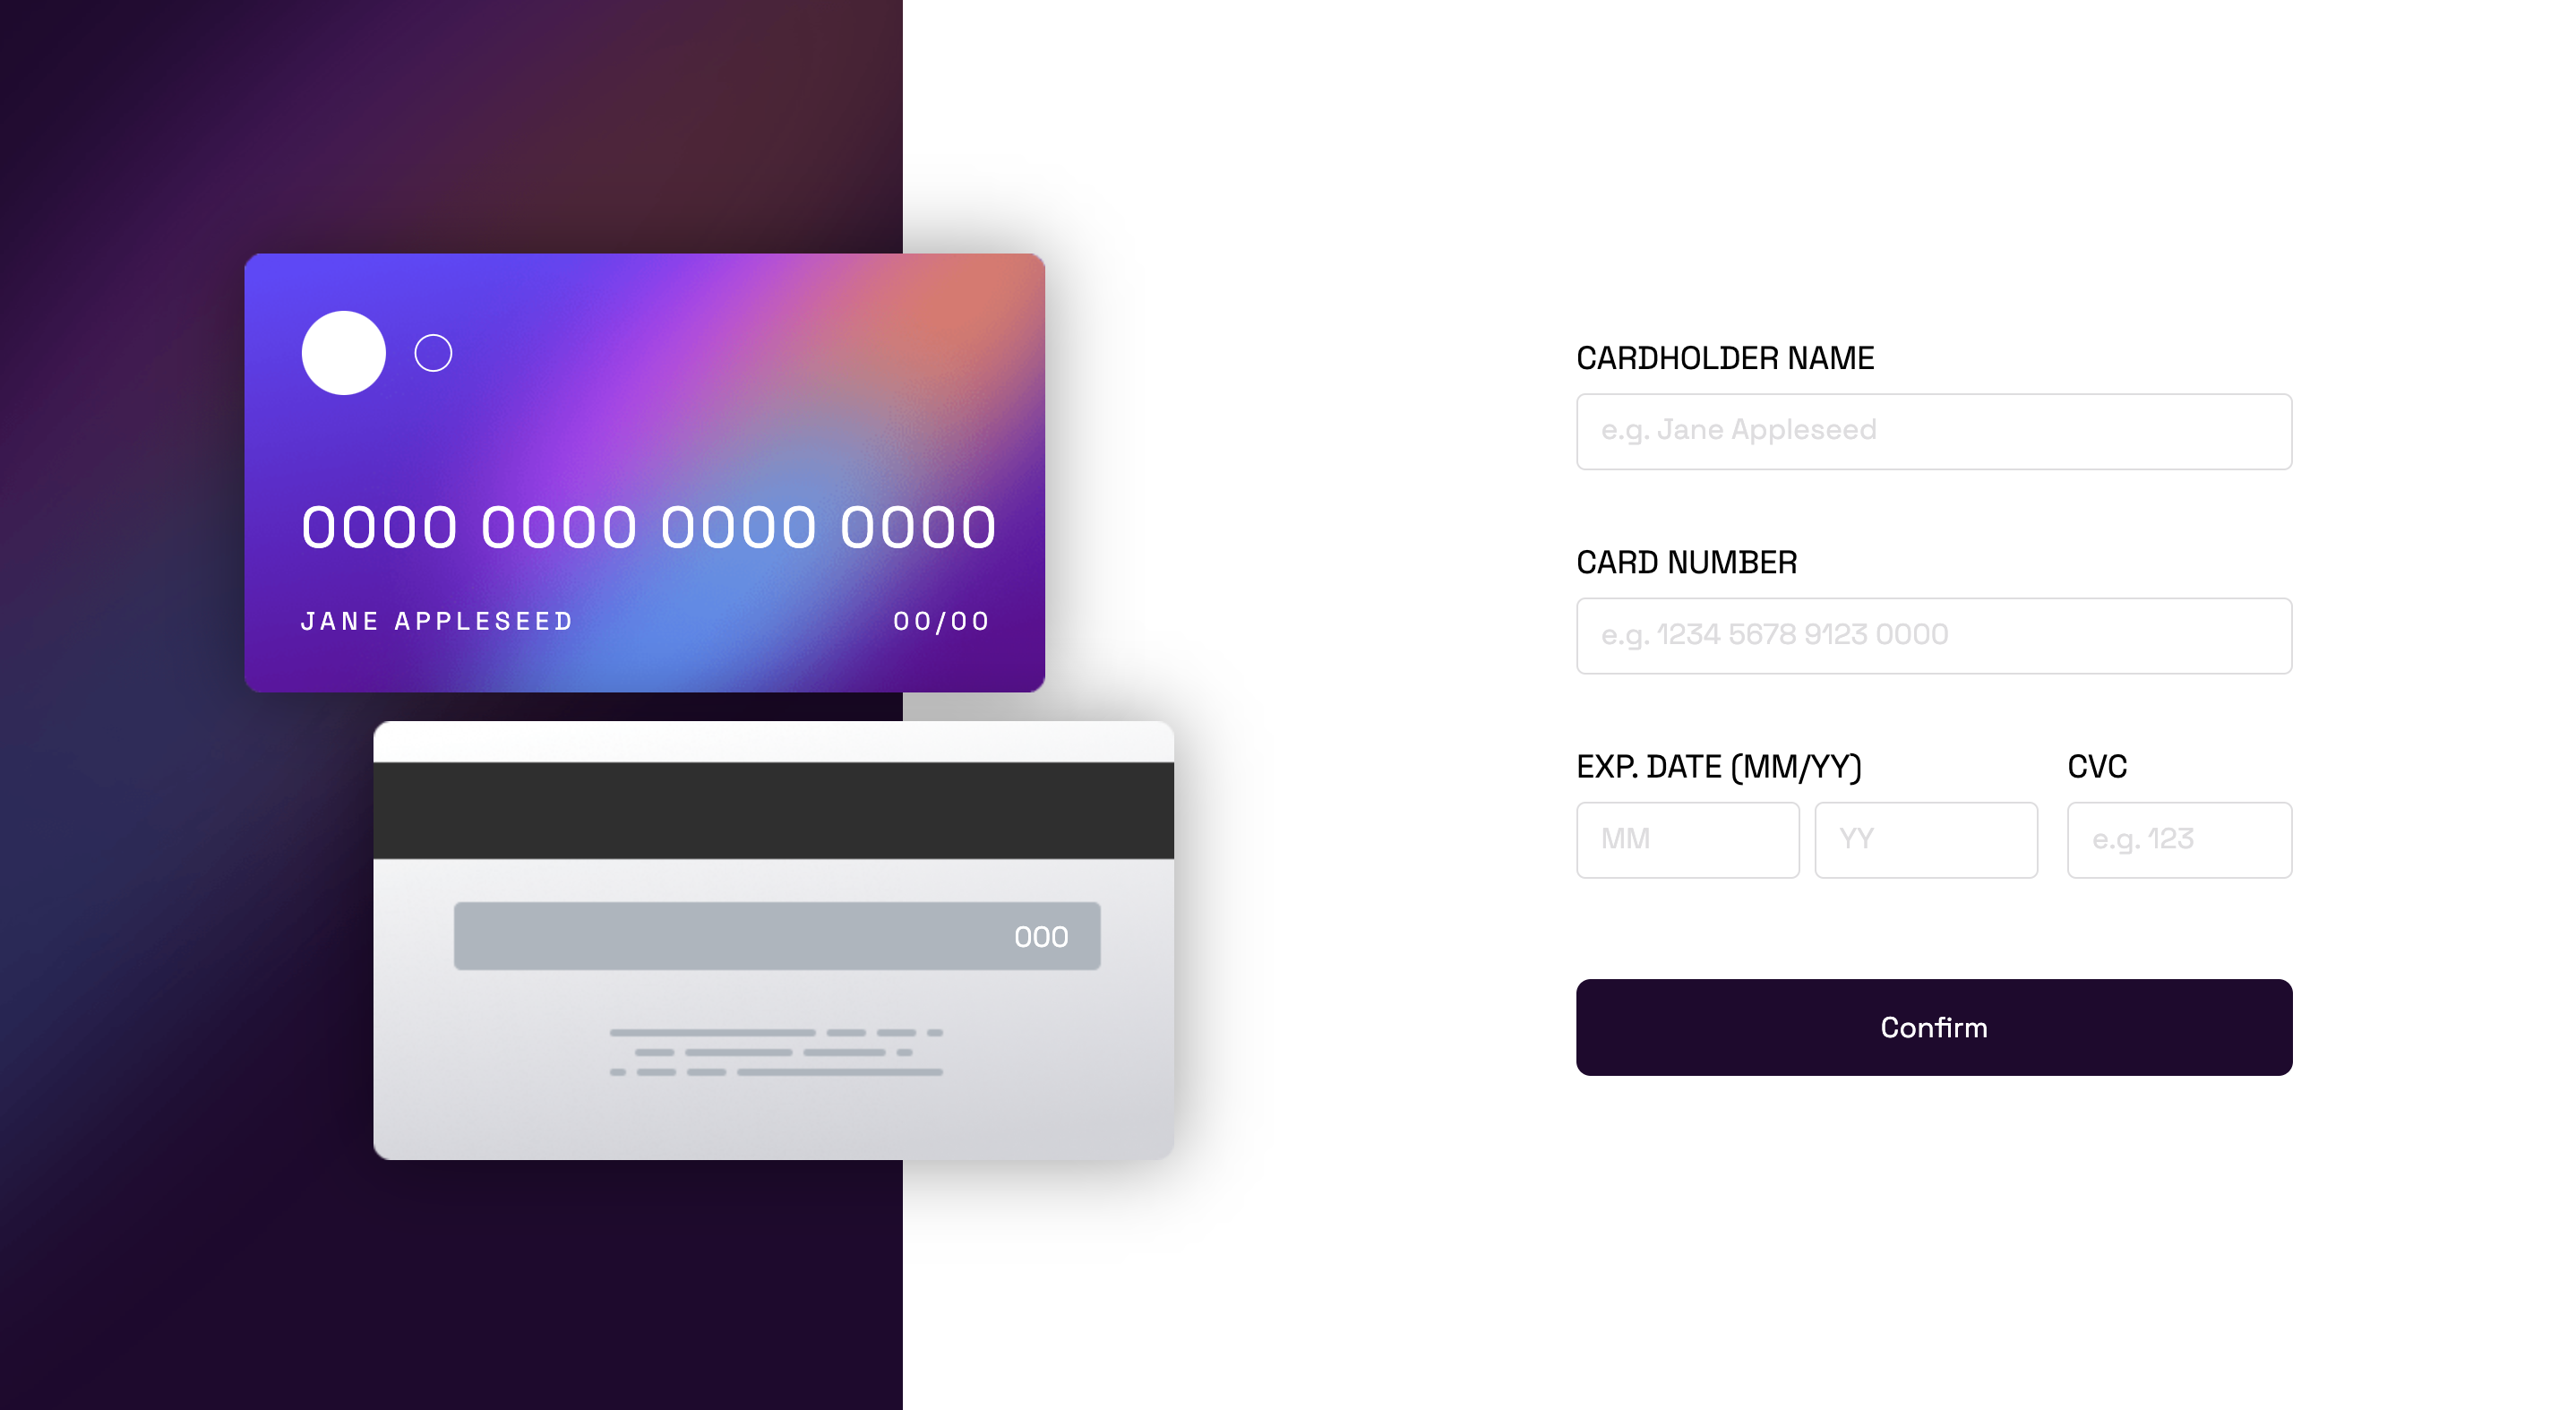 0000 0000 0000 0000
JANE APPLESEED 00/00
000
CARDHOLDER NAME
e.g. Jane Appleseed
CARD NUMBER
e.g. 1234 5678 9123 0000
EXP. DATE (MM/YY) CVC
MM YY e.g. 123
Confirm